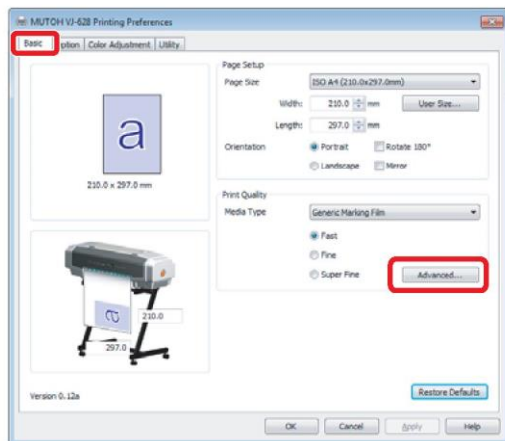 MUTOH VJ-628 Printing Preferences
Basic ption Color Adjustment Utility
a
210.0 x 297.0 mm
Page Setup
Page Size ISO A4 (210.0x297.0mm)
Width: 210.0 mm User Size...
Length: 297.0 mm
Orientation Portrait Rotate 180°
Landscape Mirror
Print Quality
Media Type Generic Marking Film
Fast
Fine
Super Fine Advanced...
a
210.0
297.0
Version 0.12a
Restore Defaults
OK Cancel Apply Help